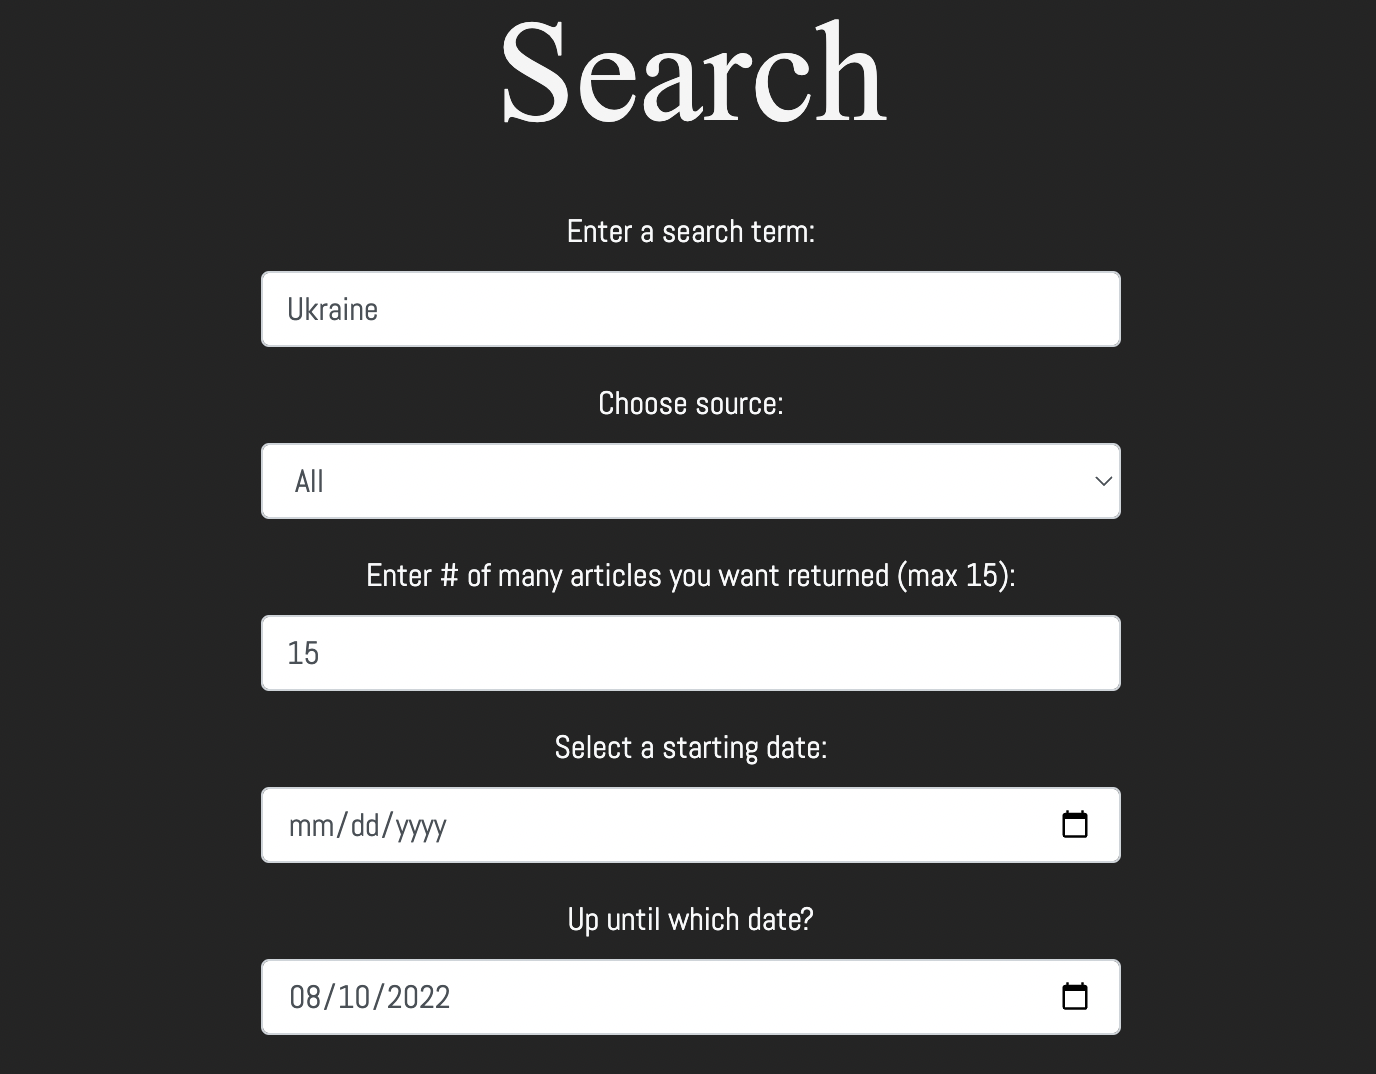 Search
Enter a search term:
Ukraine
Choose source:
All
Enter # of many articles you want returned (max 15):
15
Select a starting date:
mm/dd/yyyy
Up until which date?
08/10/2022